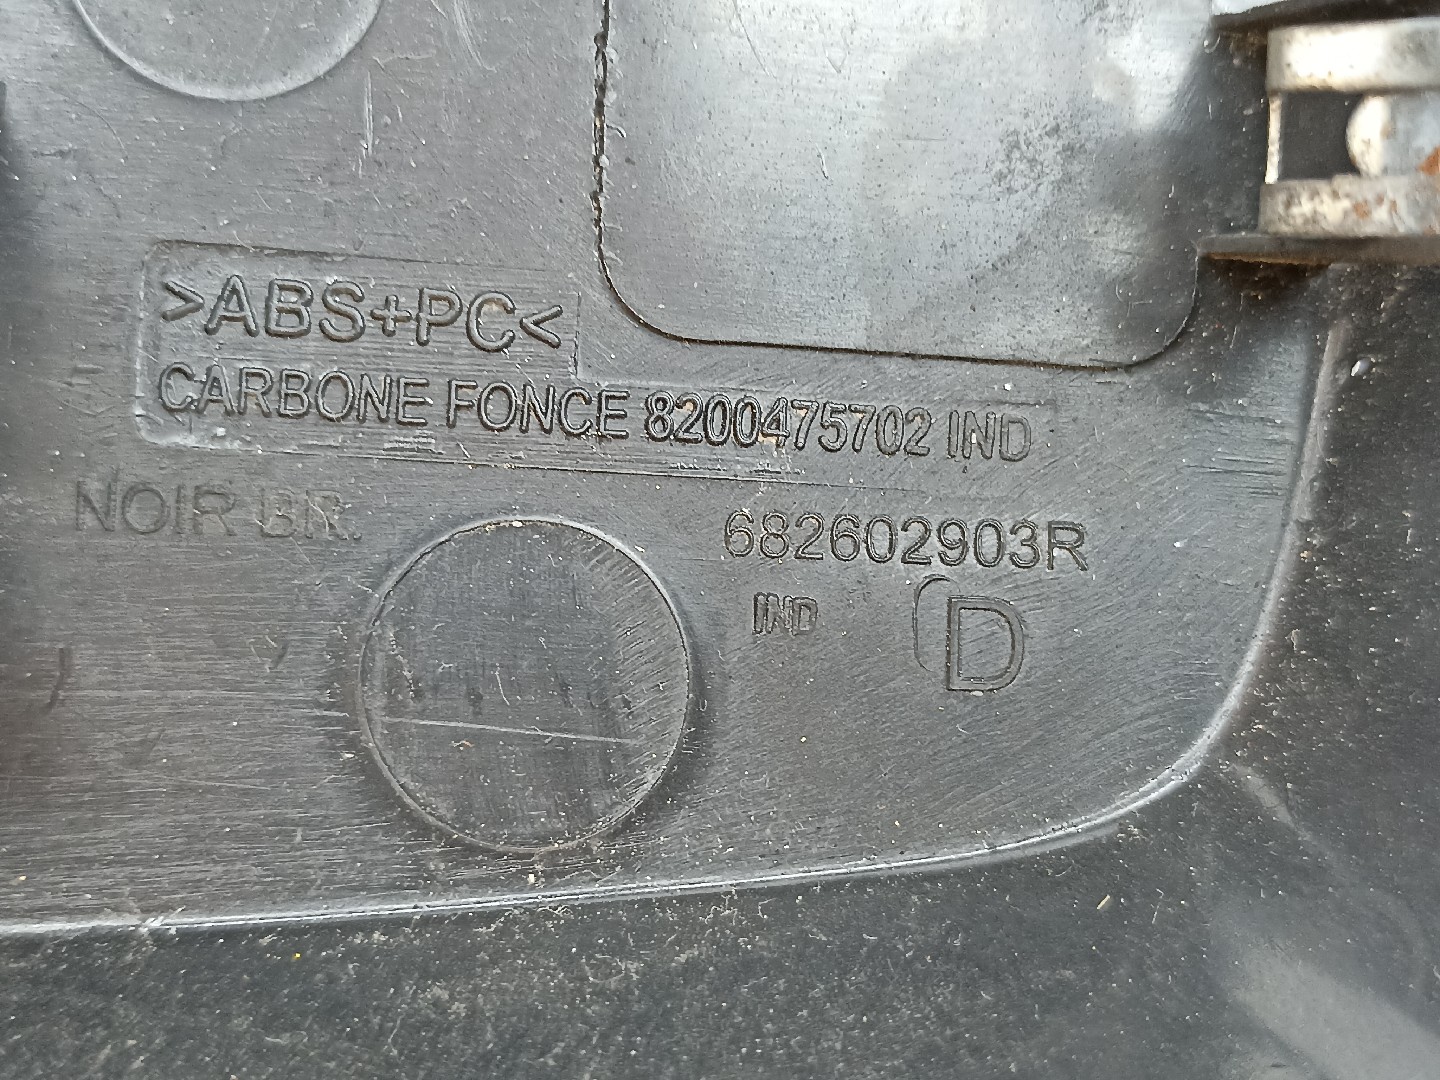 >ABS+PC<
CARBONE FONCE 8200475702 IND
NOIR BR.
682602903R
IND D